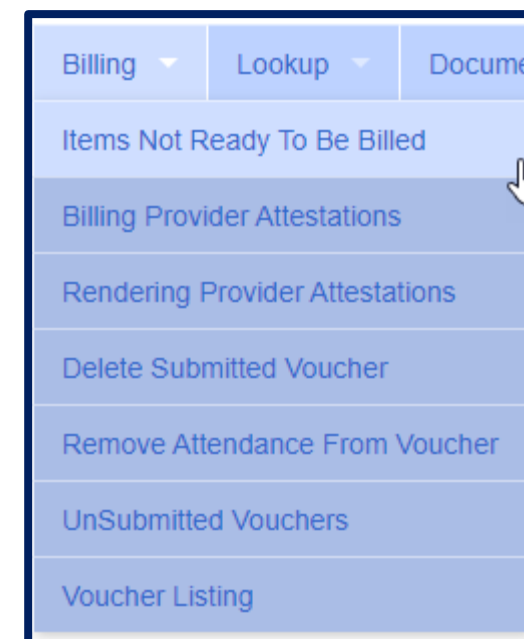 Billing Lookup Docume
Items Not Ready To Be Billed
Billing Provider Attestations
Rendering Provider Attestations
Delete Submitted Voucher
Remove Attendance From Voucher
UnSubmitted Vouchers
Voucher Listing